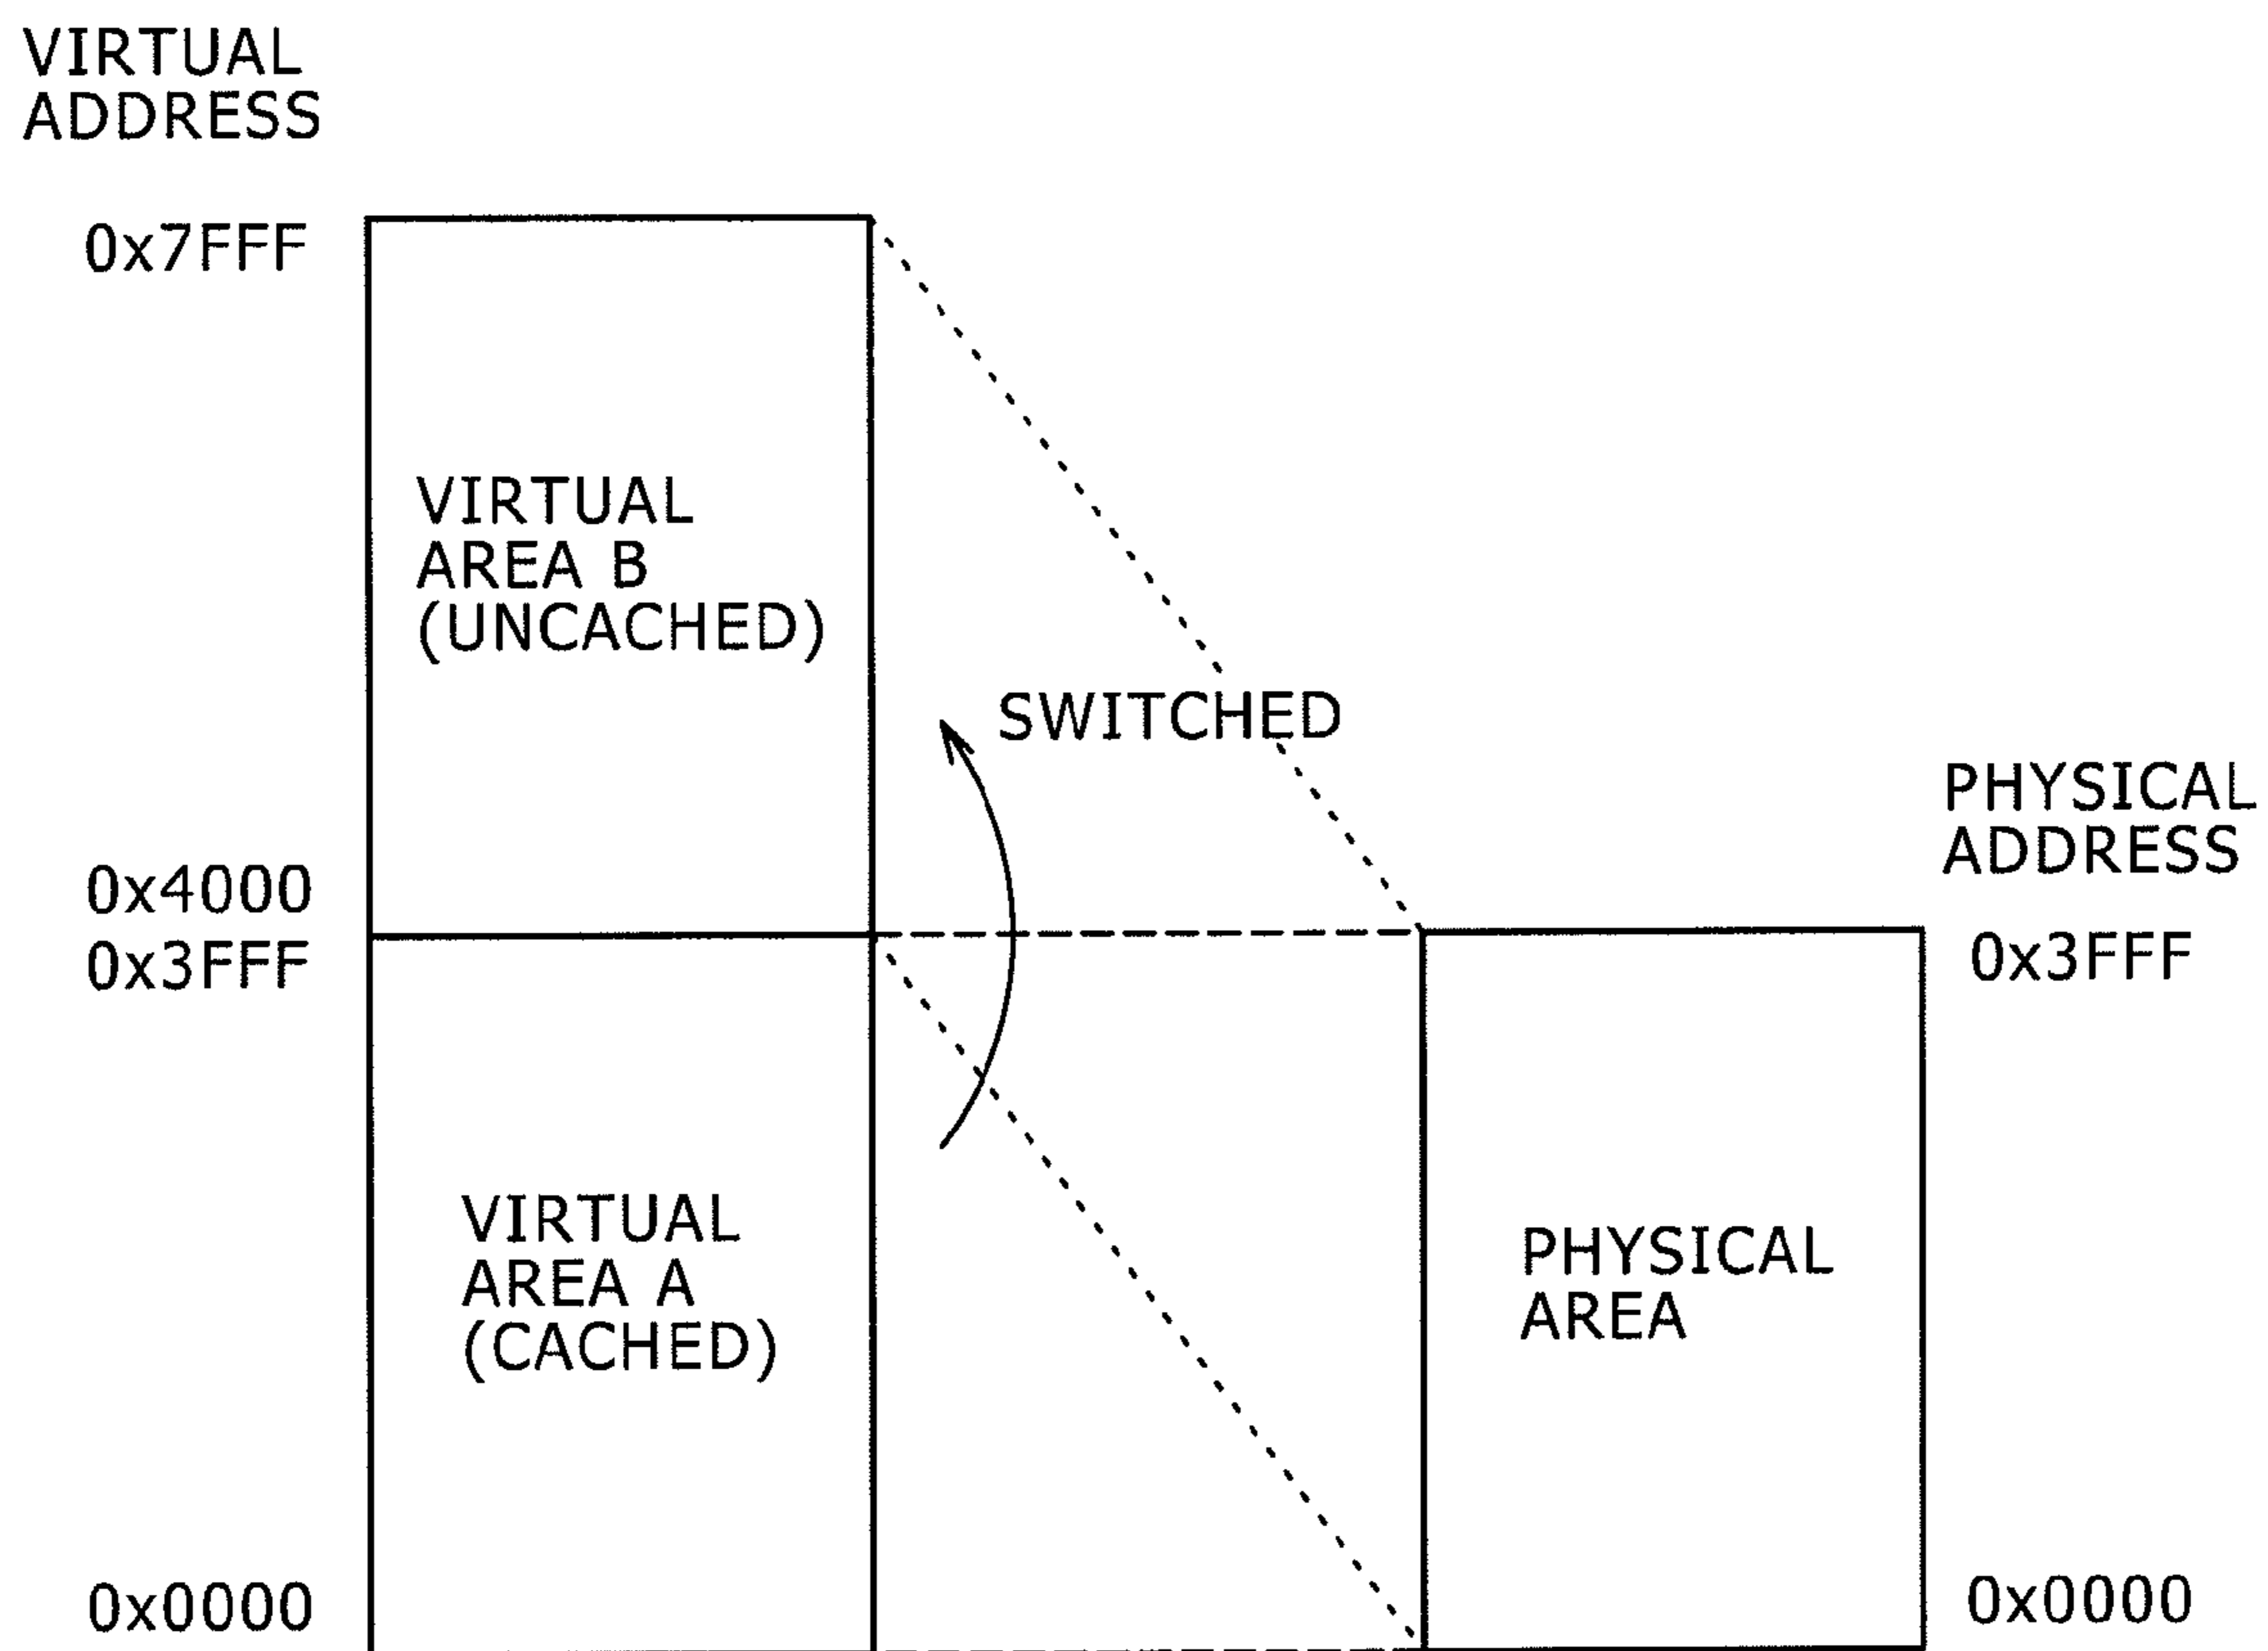 VIRTUAL
ADDRESS
0x7FFF
VIRTUAL
AREA B
(UNCACHED)
SWITCHED
PHYSICAL
ADDRESS
0x4000
0x3FFF
0x3FFF
VIRTUAL
AREA A
(CACHED)
PHYSICAL
AREA
0x0000
0x0000